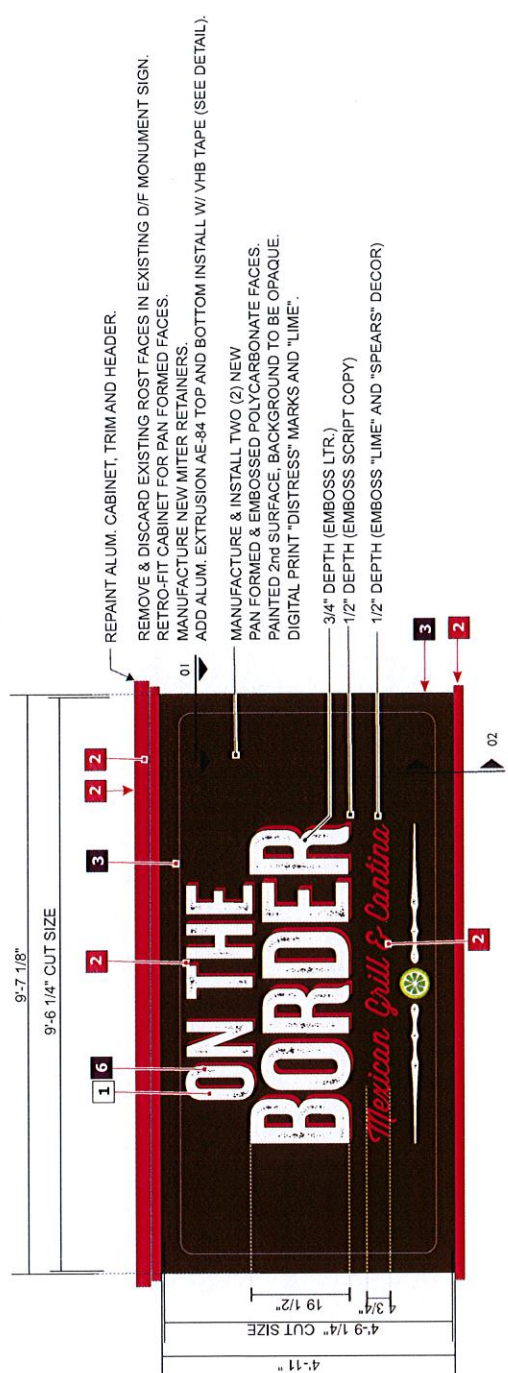 9'-7 1/8"
9'-6 1/4" CUT SIZE
REPAINT ALUM. CABINET, TRIM AND HEADER.
REMOVE & DISCARD EXISTING ROST FACES IN EXISTING D/F MONUMENT SIGN.
RETRO-FIT CABINET FOR PAN FORMED FACES.
MANUFACTURE NEW MITER RETAINERS.
ADD ALUM. EXTRUSION AE-84 TOP AND BOTTOM INSTALL W/ VHB TAPE (SEE DETAIL).
MANUFACTURE & INSTALL TWO (2) NEW
PAN FORMED & EMBOSSED POLYCARBONATE FACES.
PAINTED 2nd SURFACE, BACKGROUND TO BE OPAQUE.
DIGITAL PRINT "DISTRESS" MARKS AND "LIME".
3/4" DEPTH (EMBOSS LTR.)
1/2" DEPTH (EMBOSS SCRIPT COPY)
1/2" DEPTH (EMBOSS "LIME" AND "SPEARS" DECOR)
1 6 2 3 2 2
01
ON THE
BORDER
Mexican Grill & Cantina
2
3
2
02
19 1/2"
4 3/4"
4'-9 1/4" CUT SIZE
4'-11"